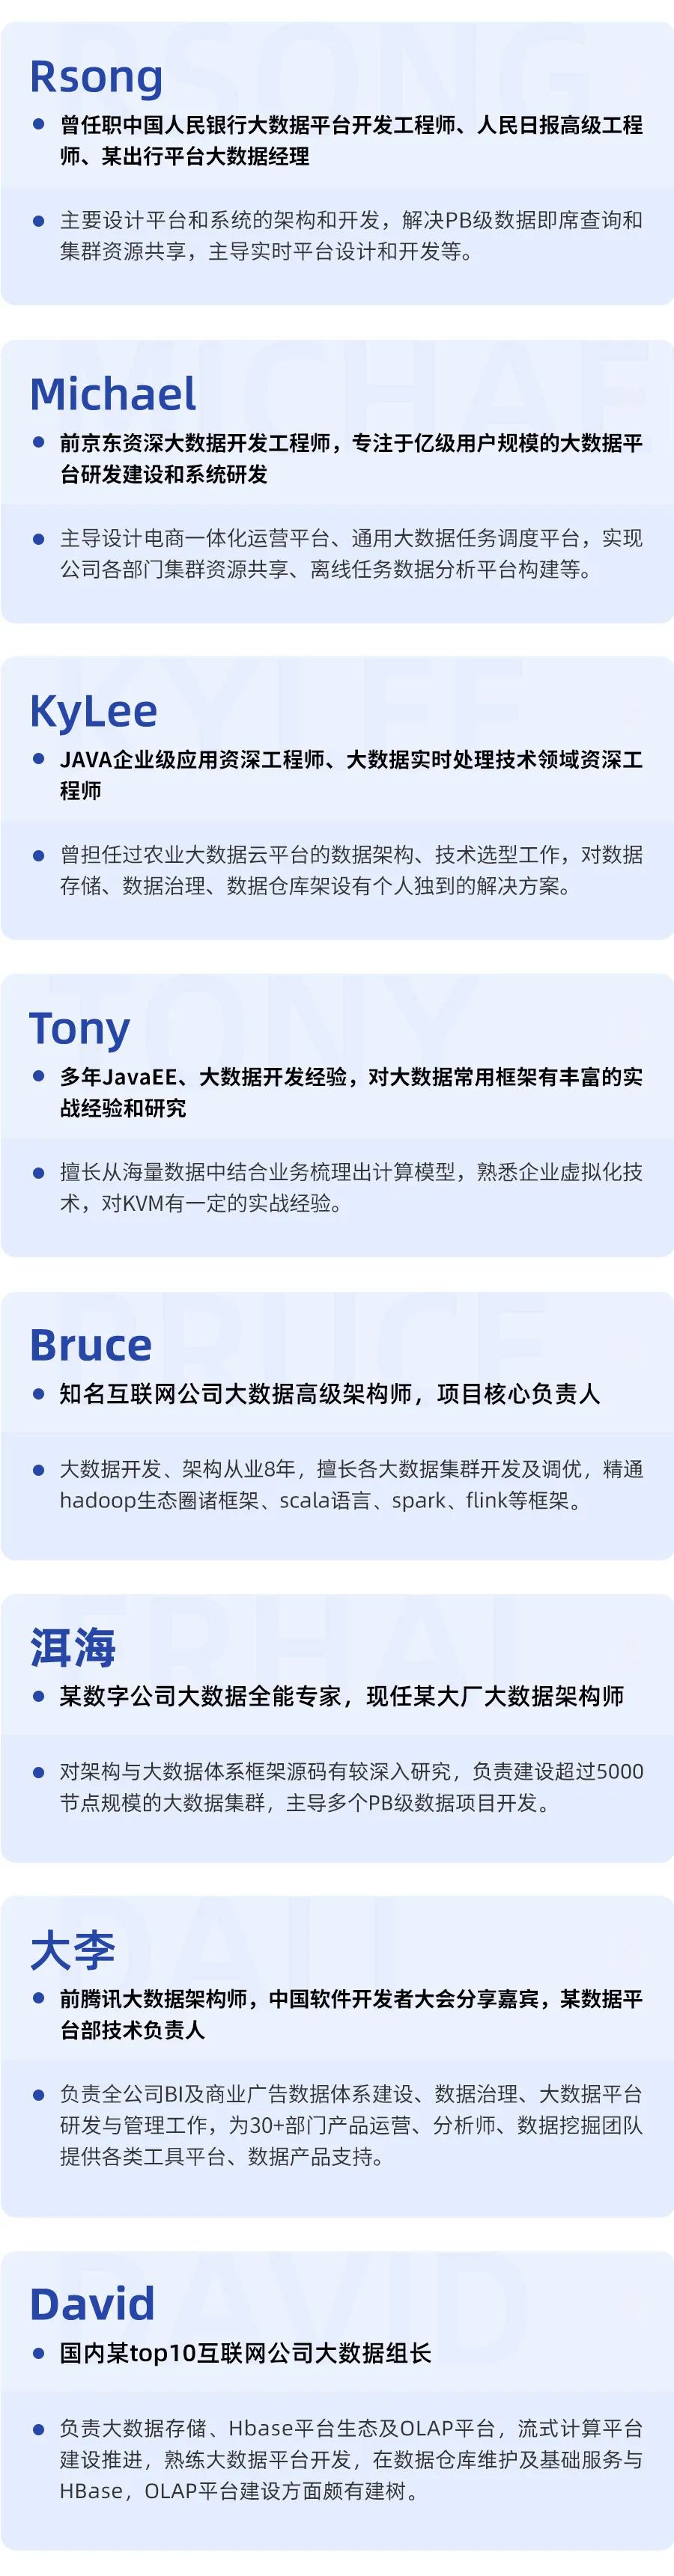 Rsong
曾任职中国人民银行大数据平台开发工程师、人民日报高级工程
师、某出行平台大数据经理
主要设计平台和系统的架构和开发，解决PB级数据即席查询和
集群资源共享，主导实时平台设计和开发等。
Michael
前京东资深大数据开发工程师，专注于亿级用户规模的大数据平
台研发建设和系统研发
主导设计电商一体化运营平台、通用大数据任务调度平台，实现
公司各部门集群资源共享、离线任务数据分析平台构建等。
KyLee
JAVA企业级应用资深工程师、大数据实时处理技术领域资深工
程师
曾担任过农业大数据云平台的数据架构、技术选型工作，对数据
存储、数据治理、数据仓库架设有个人独到的解决方案。
Tony
多年JavaEE、大数据开发经验，对大数据常用框架有丰富的实
战经验和研究
擅长从海量数据中结合业务梳理出计算模型，熟悉企业虚拟化技
术，对KVM有一定的实战经验。
Bruce
知名互联网公司大数据高级架构师，项目核心负责人
大数据开发、架构从业8年，擅长各大数据集群开发及调优，精通
hadoop生态圈诸框架、scala语言、spark、flink等框架。
洱海
某数字公司大数据全能专家，现任某大厂大数据架构师
对架构与大数据体系框架源码有较深入研究，负责建设超过5000
节点规模的大数据集群，主导多个PB级数据项目开发。
大李
前腾讯大数据架构师，中国软件开发者大会分享嘉宾，某数据平
台部技术负责人
负责全公司BI及商业广告数据体系建设、数据治理、大数据平台
研发与管理工作，为30+部门产品运营、分析师、数据挖掘团队
提供各类工具平台、数据产品支持。
David
国内某top10互联网公司大数据组长
负责大数据存储、Hbase平台生态及OLAP平台，流式计算平台
建设推进，熟练大数据平台开发，在数据仓库维护及基础服务与
HBase，OLAP平台建设方面颇有建树。